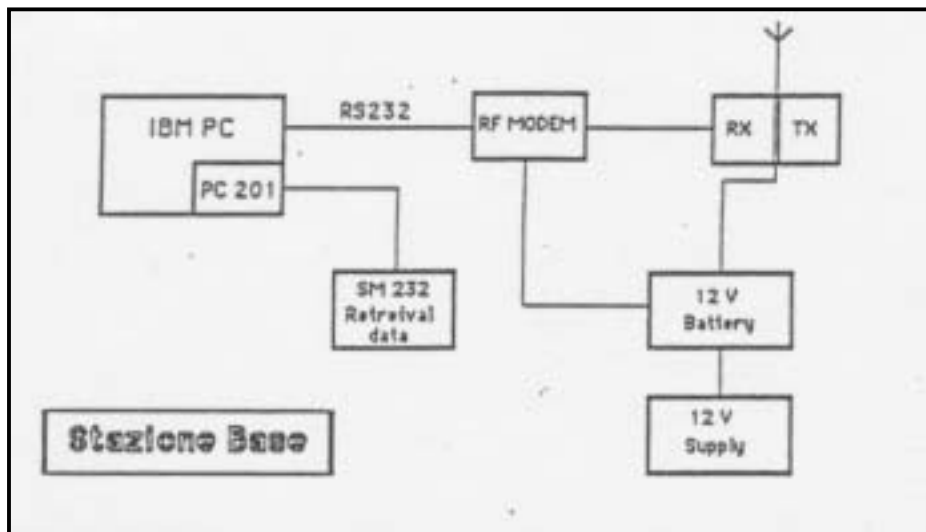 IBM PC
RS232
RF MODEM
RX
TX
PC 201
SM 232
Retreival
data
12 V
Battery
12 V
Supply
Stazione Base